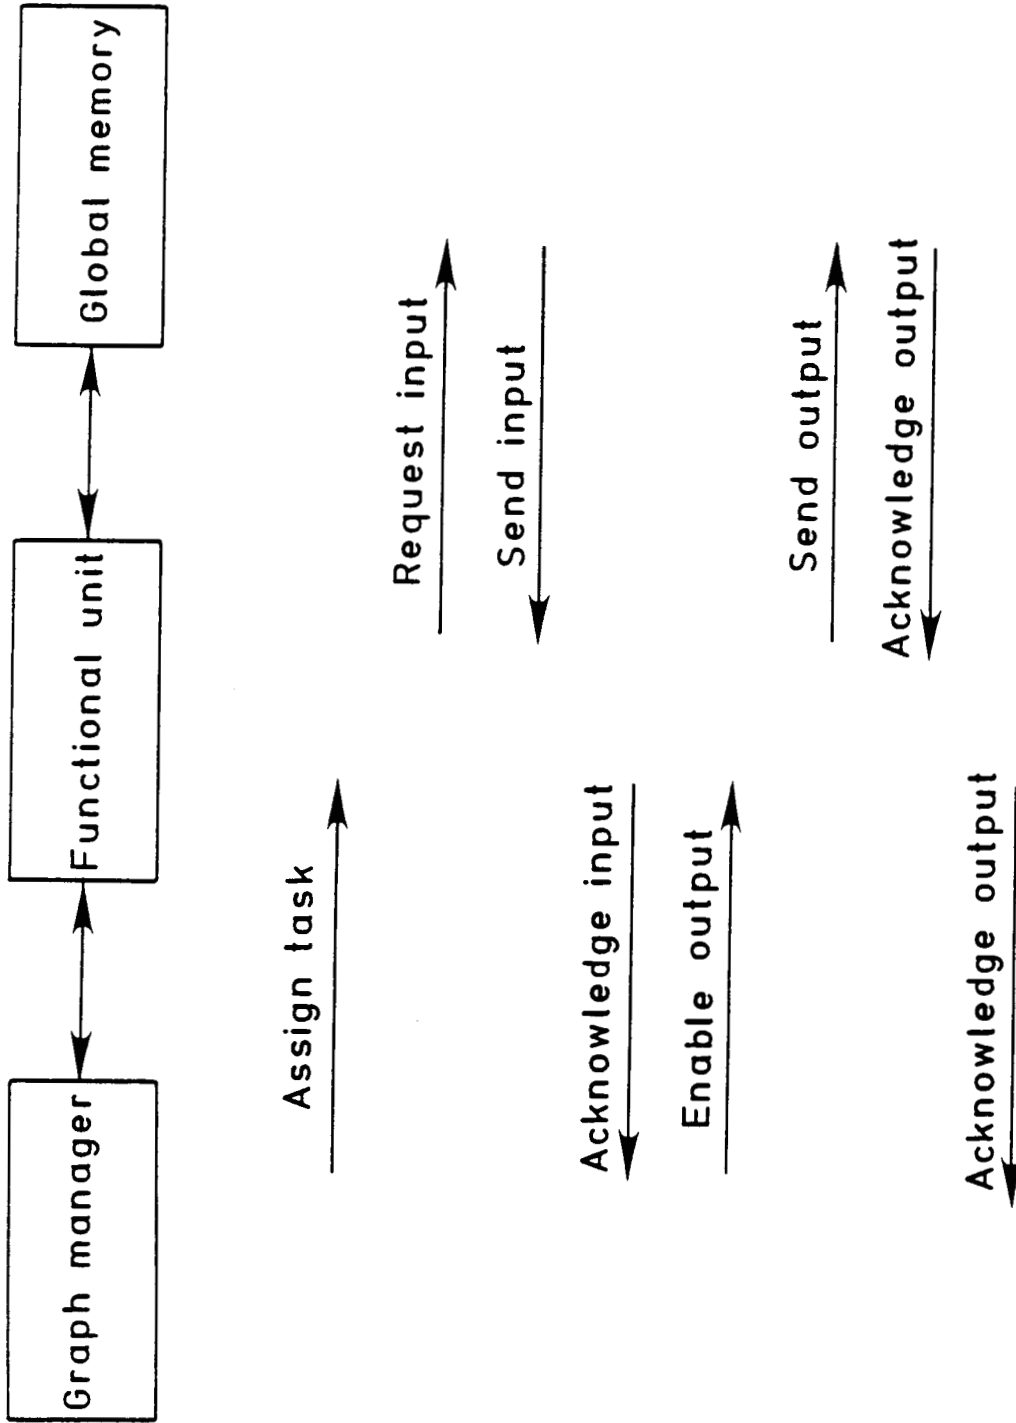 Graph manager
Functional unit
Global memory
Assign task
Request input
Send input
Acknowledge input
Enable output
Send output
Acknowledge output
Acknowledge output